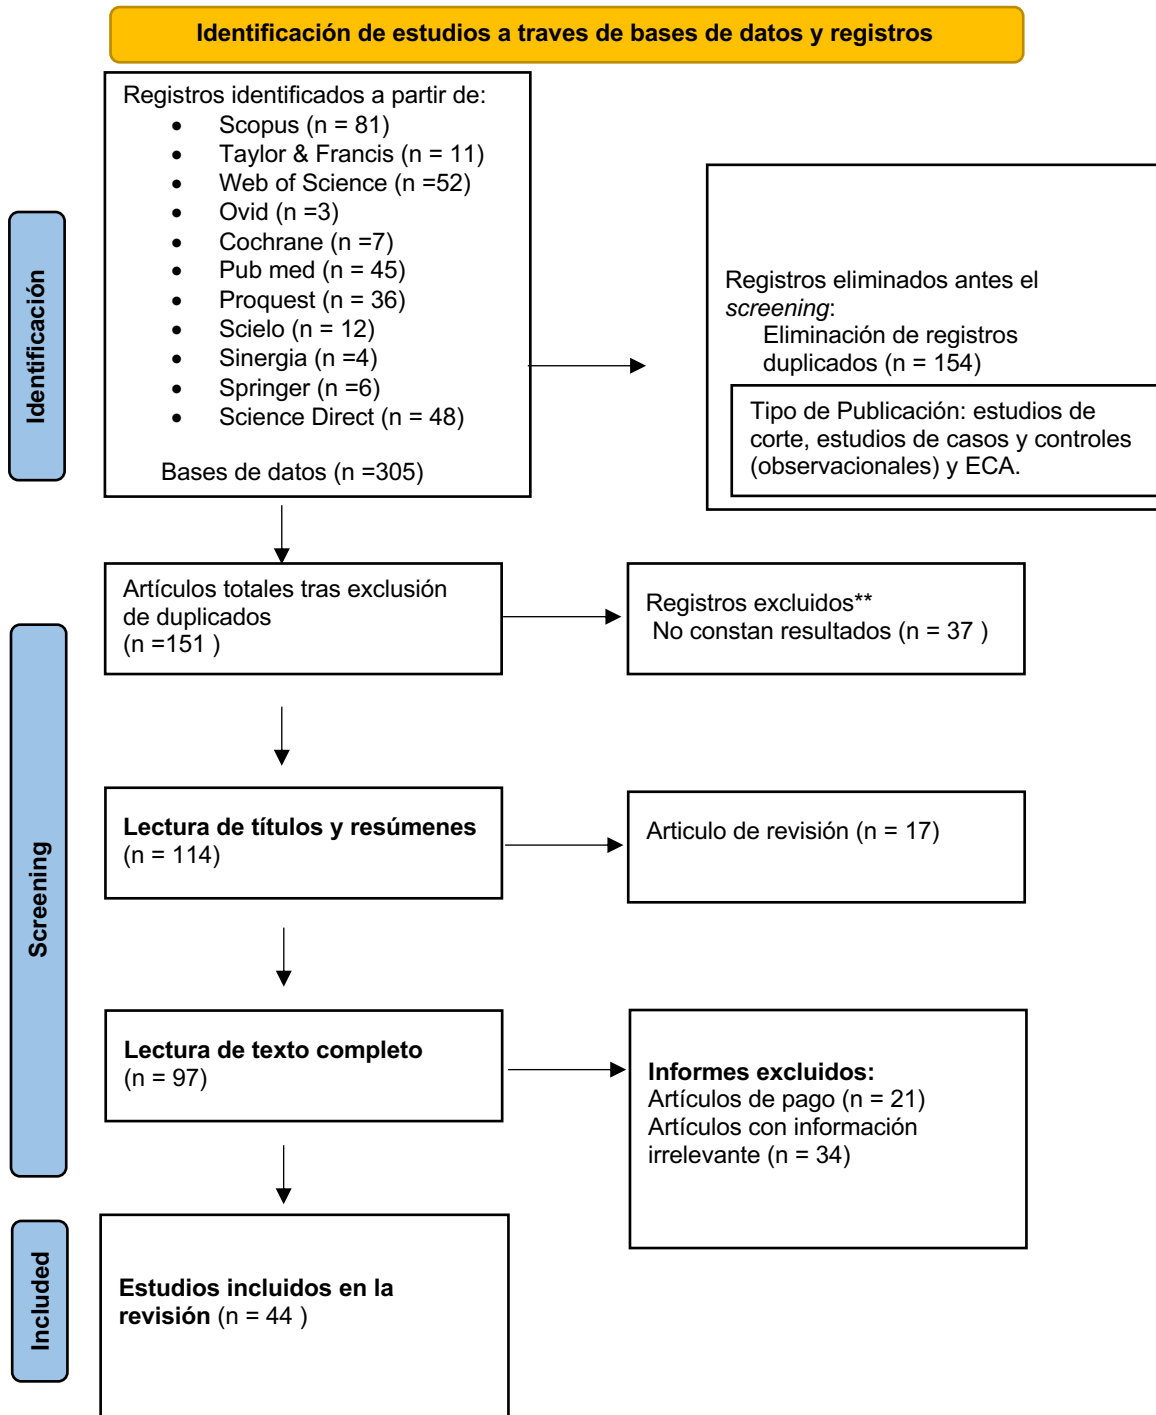 Identificación de estudios a traves de bases de datos y registros
Identificación
Registros identificados a partir de:
• Scopus (n = 81)
• Taylor & Francis (n = 11)
• Web of Science (n =52)
• Ovid (n =3)
• Cochrane (n =7)
• Pub med (n = 45)
• Proquest (n = 36)
• Scielo (n = 12)
• Sinergia (n =4)
• Springer (n =6)
• Science Direct (n = 48)
Bases de datos (n =305)
Registros eliminados antes el
screening:
Eliminación de registros
duplicados (n = 154)
Tipo de Publicación: estudios de
corte, estudios de casos y controles
(observacionales) y ECA.
Screening
Artículos totales tras exclusión
de duplicados
(n =151 )
Registros excluidos**
No constan resultados (n = 37 )
Lectura de títulos y resúmenes
(n = 114)
Articulo de revisión (n = 17)
Lectura de texto completo
(n = 97)
Informes excluidos:
Artículos de pago (n = 21)
Artículos con información
irrelevante (n = 34)
Included
Estudios incluidos en la
revisión (n = 44 )